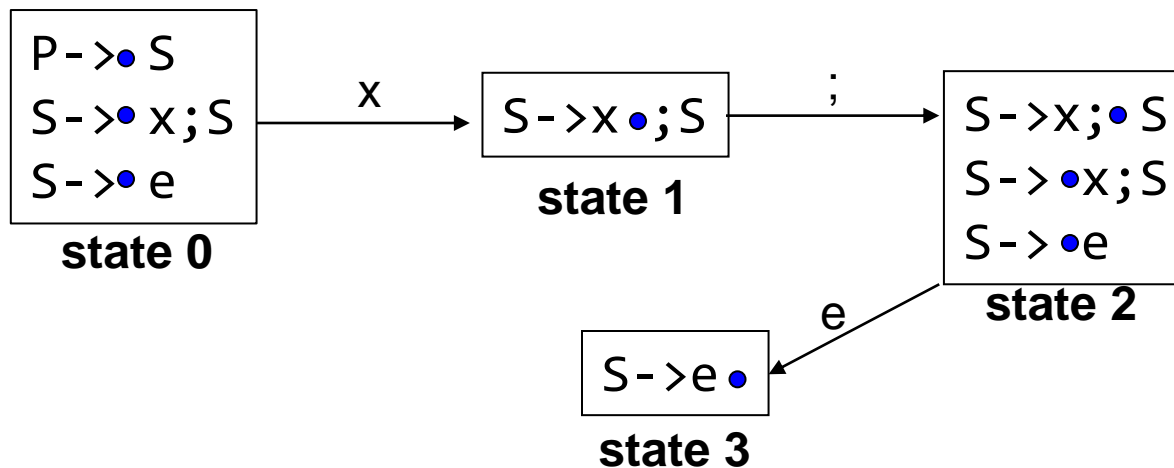 P->• S
S->• x;S
S->• e
state 0
x
S->x •;S
state 1
;
S->x;• S
S-> •x;S
S-> •e
state 2
e
S->e •
state 3